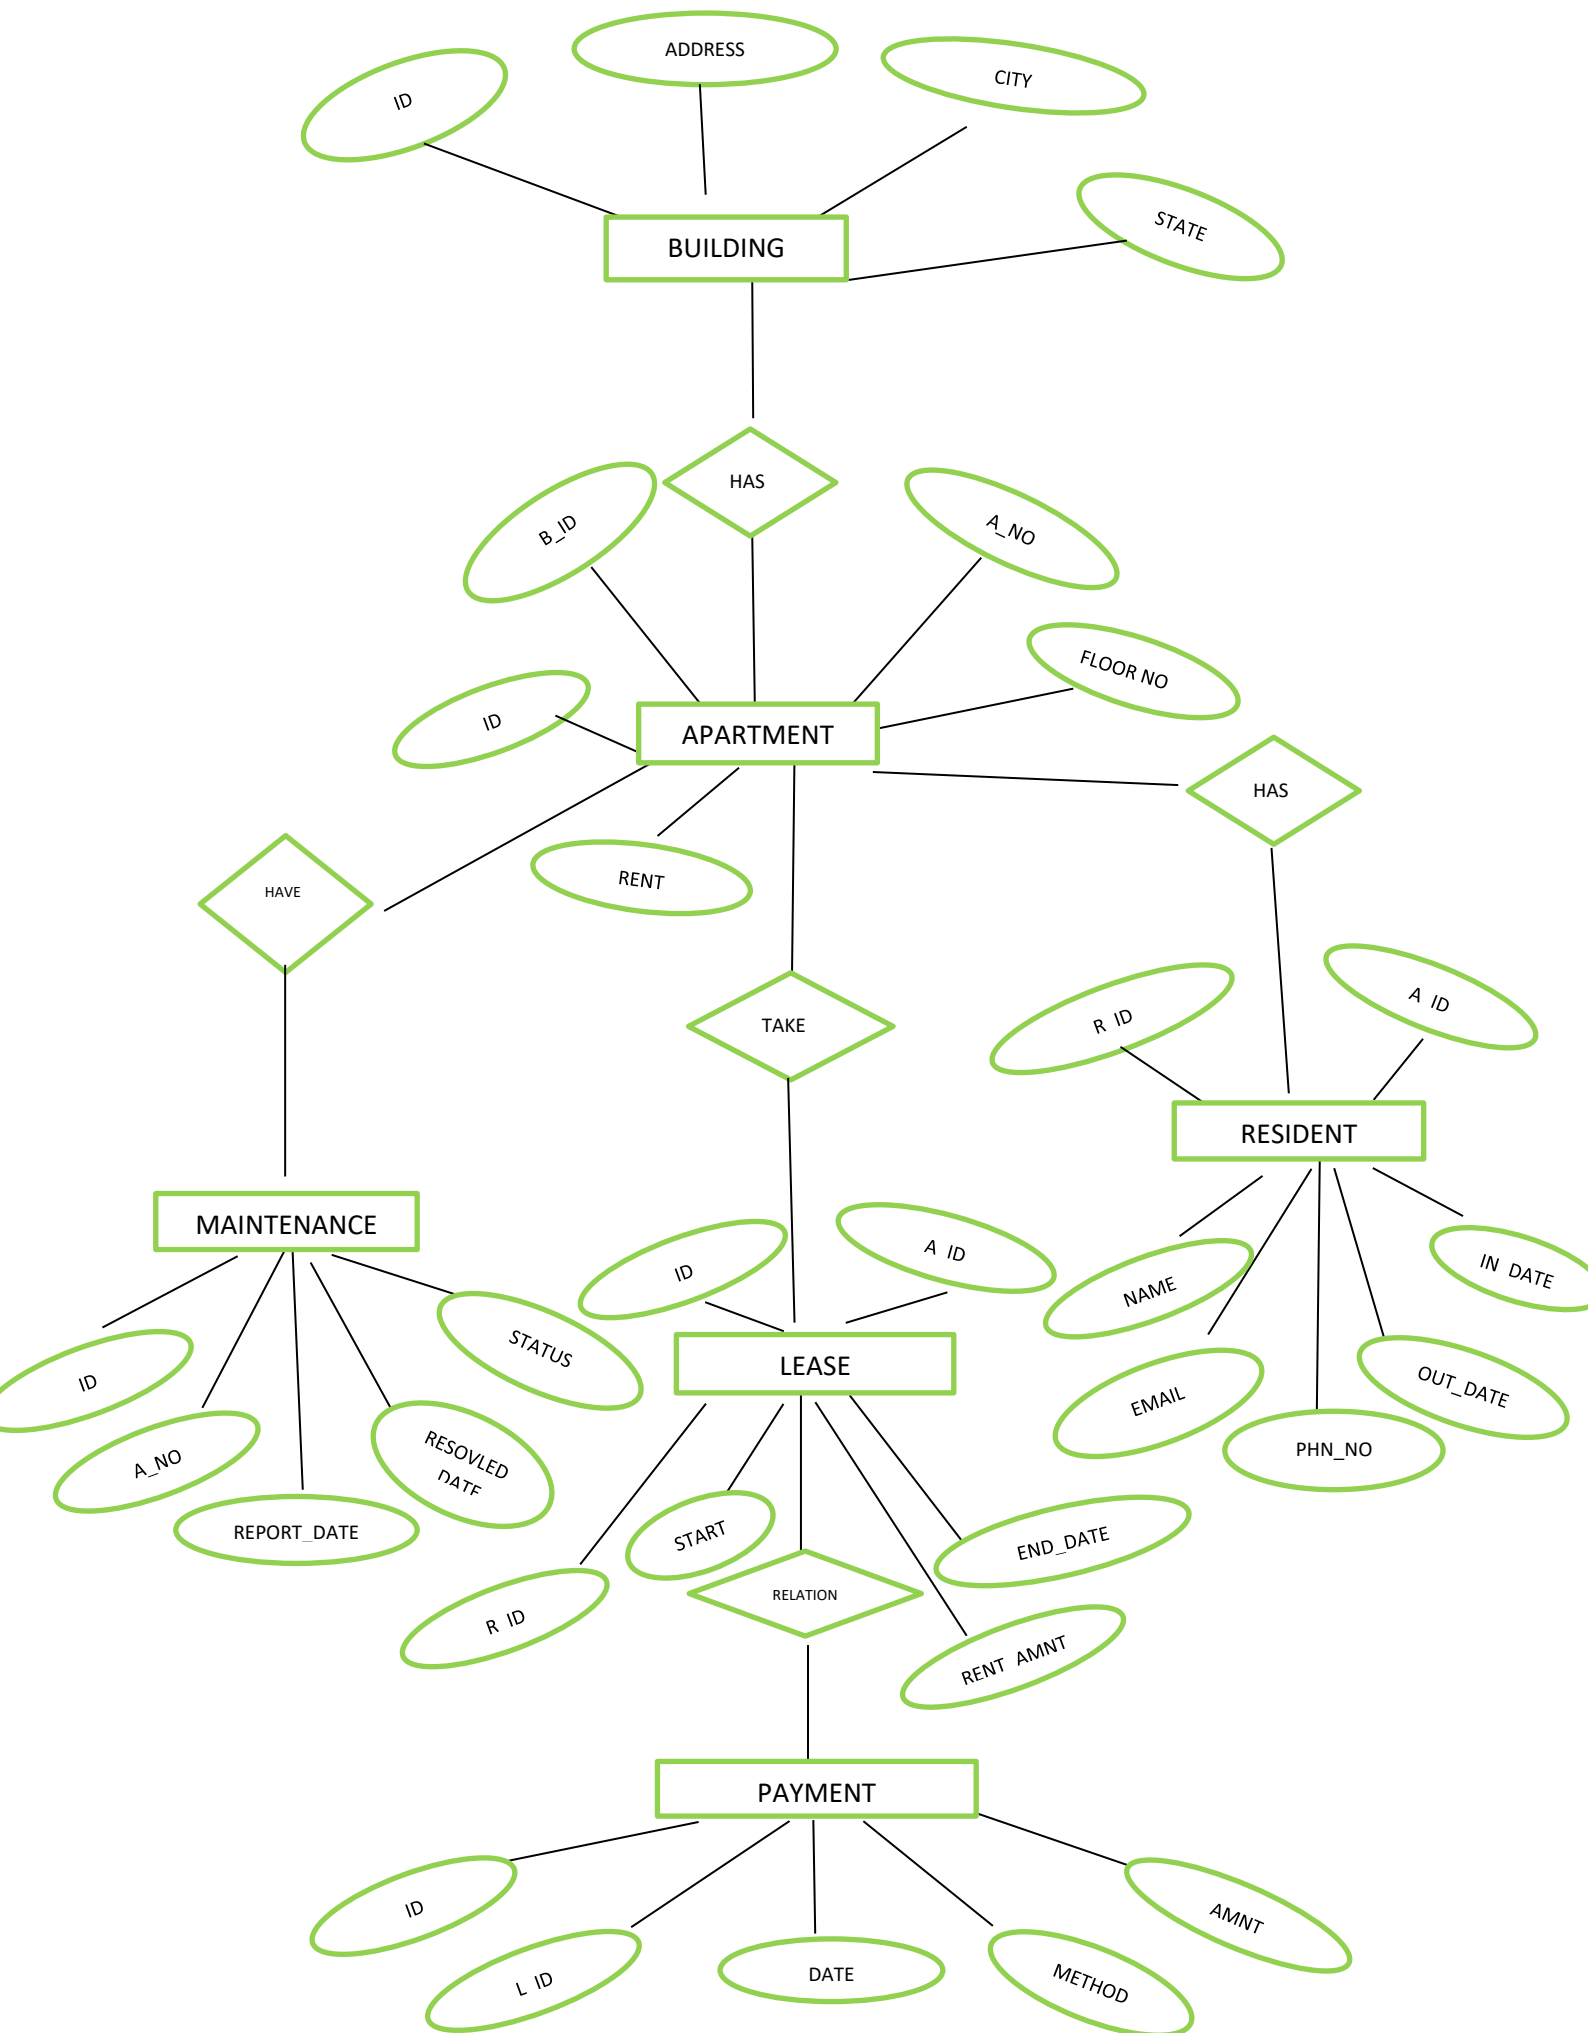 ADDRESS
CITY
ID
STATE
BUILDING
HAS
B_ID
A_NO
FLOOR NO
ID
APARTMENT
HAS
RENT
HAVE
TAKE
R ID
A ID
RESIDENT
MAINTENANCE
ID
A ID
NAME
IN DATE
STATUS
LEASE
ID
EMAIL
OUT_DATE
PHN_NO
A_NO
RESOVLED
DATE
REPORT_DATE
START
END_DATE
RELATION
R ID
RENT AMNT
PAYMENT
ID
AMNT
L ID
DATE
METHOD